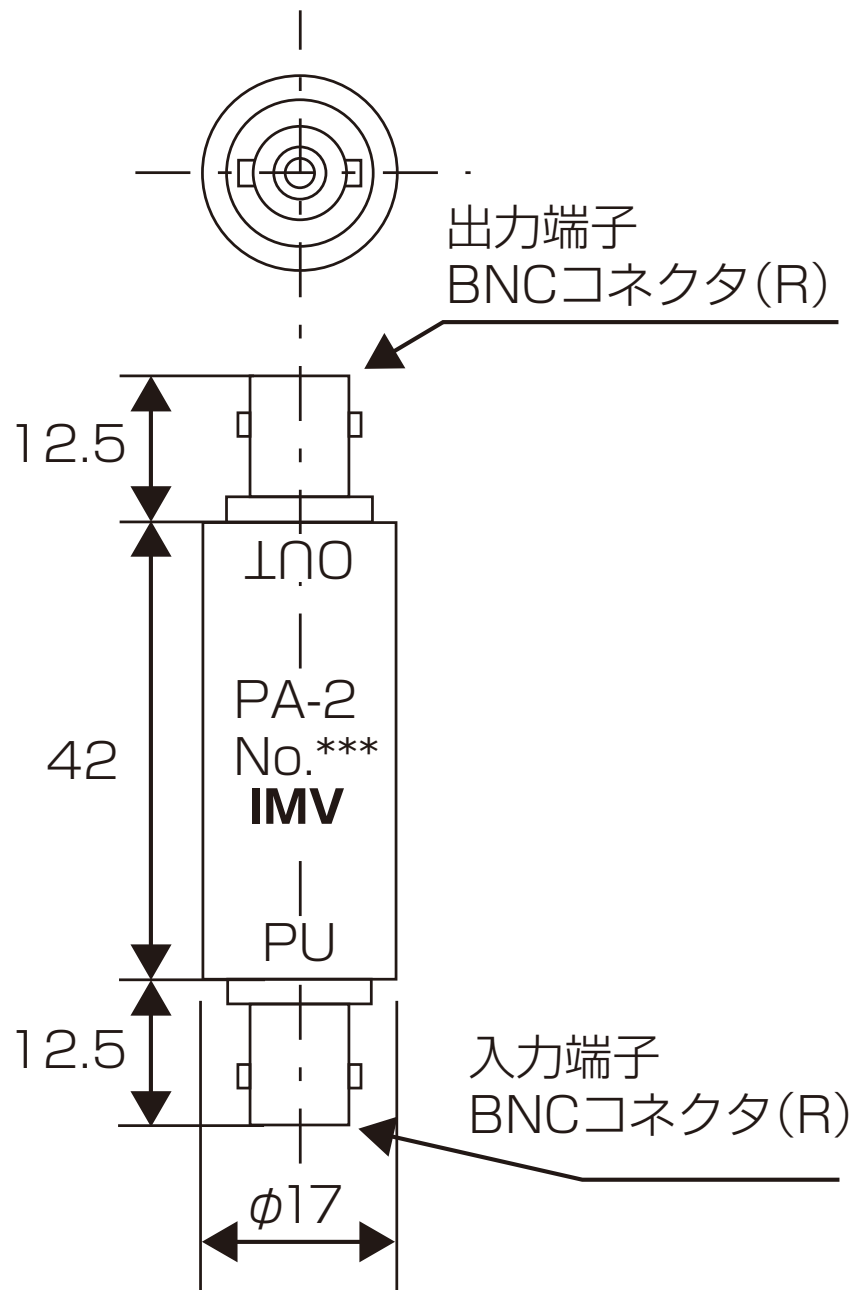 出力端子
BNCコネクタ(R)
12.5
OUT
PA-2
No.***
IMV
42
PU
12.5
入力端子
BNCコネクタ(R)
φ17